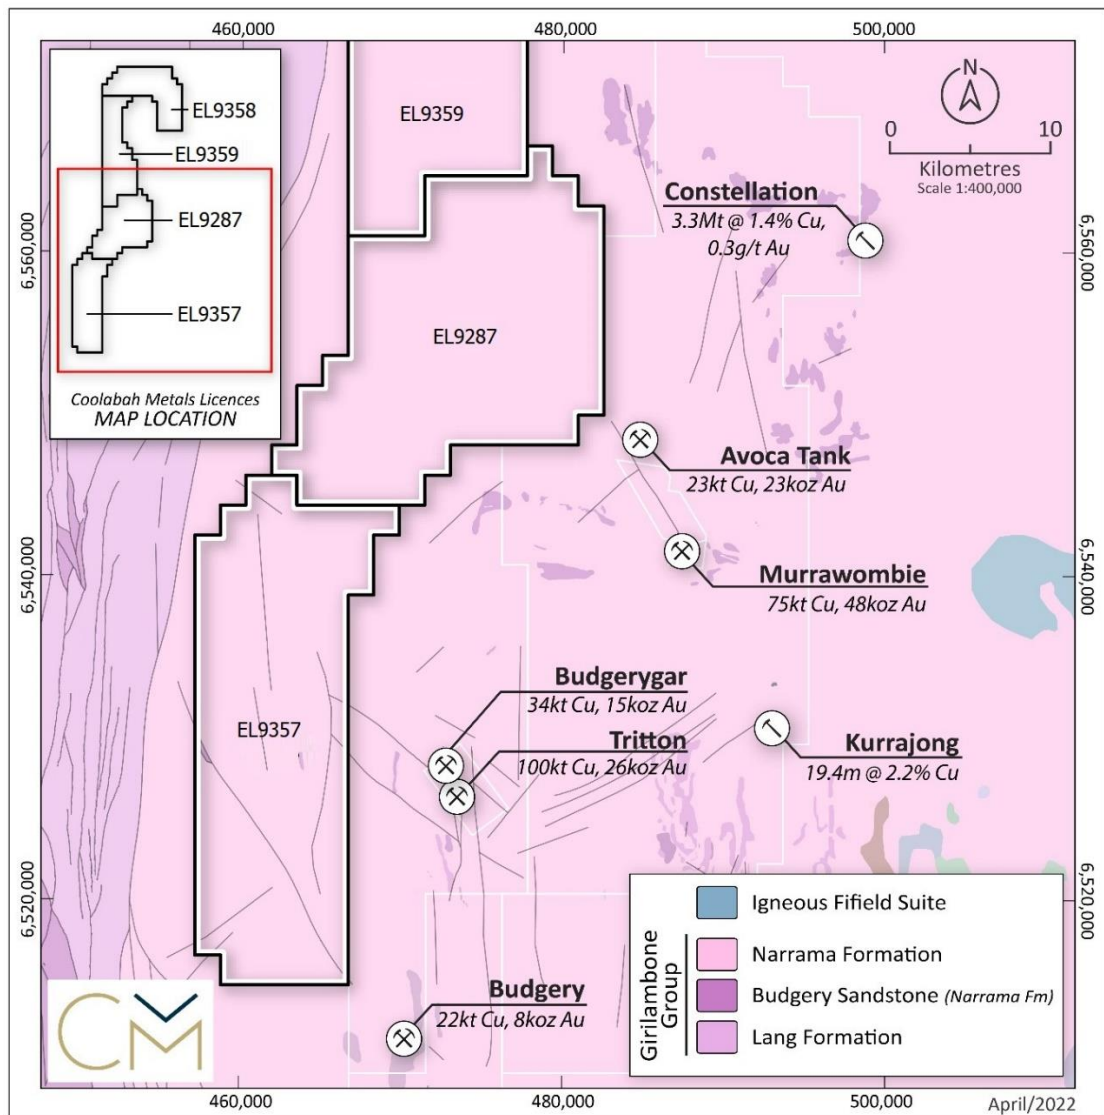 460,000
480,000
500,000
EL9358
EL9359
EL9287
EL9357
Coolabah Metals Licences
MAP LOCATION
EL9359
N
0
10
Kilometres
Scale 1:400,000
Constellation
3.3Mt @ 1.4% Cu,
0.3g/t Au
6,560,000
6,560,000
EL9287
Avoca Tank
23kt Cu, 23koz Au
6,540,000
6,540,000
Murrawombie
75kt Cu, 48koz Au
Budgerygar
34kt Cu, 15koz Au
EL9357
Tritton
100kt Cu, 26koz Au
Kurrajong
19.4m @ 2.2% Cu
6,520,000
6,520,000
Igneous Fifield Suite
Girilambone
Group
Narrama Formation
Budgery Sandstone (Narrama Fm)
Lang Formation
Budgery
22kt Cu, 8koz Au
CM
460,000
480,000
500,000
April/2022